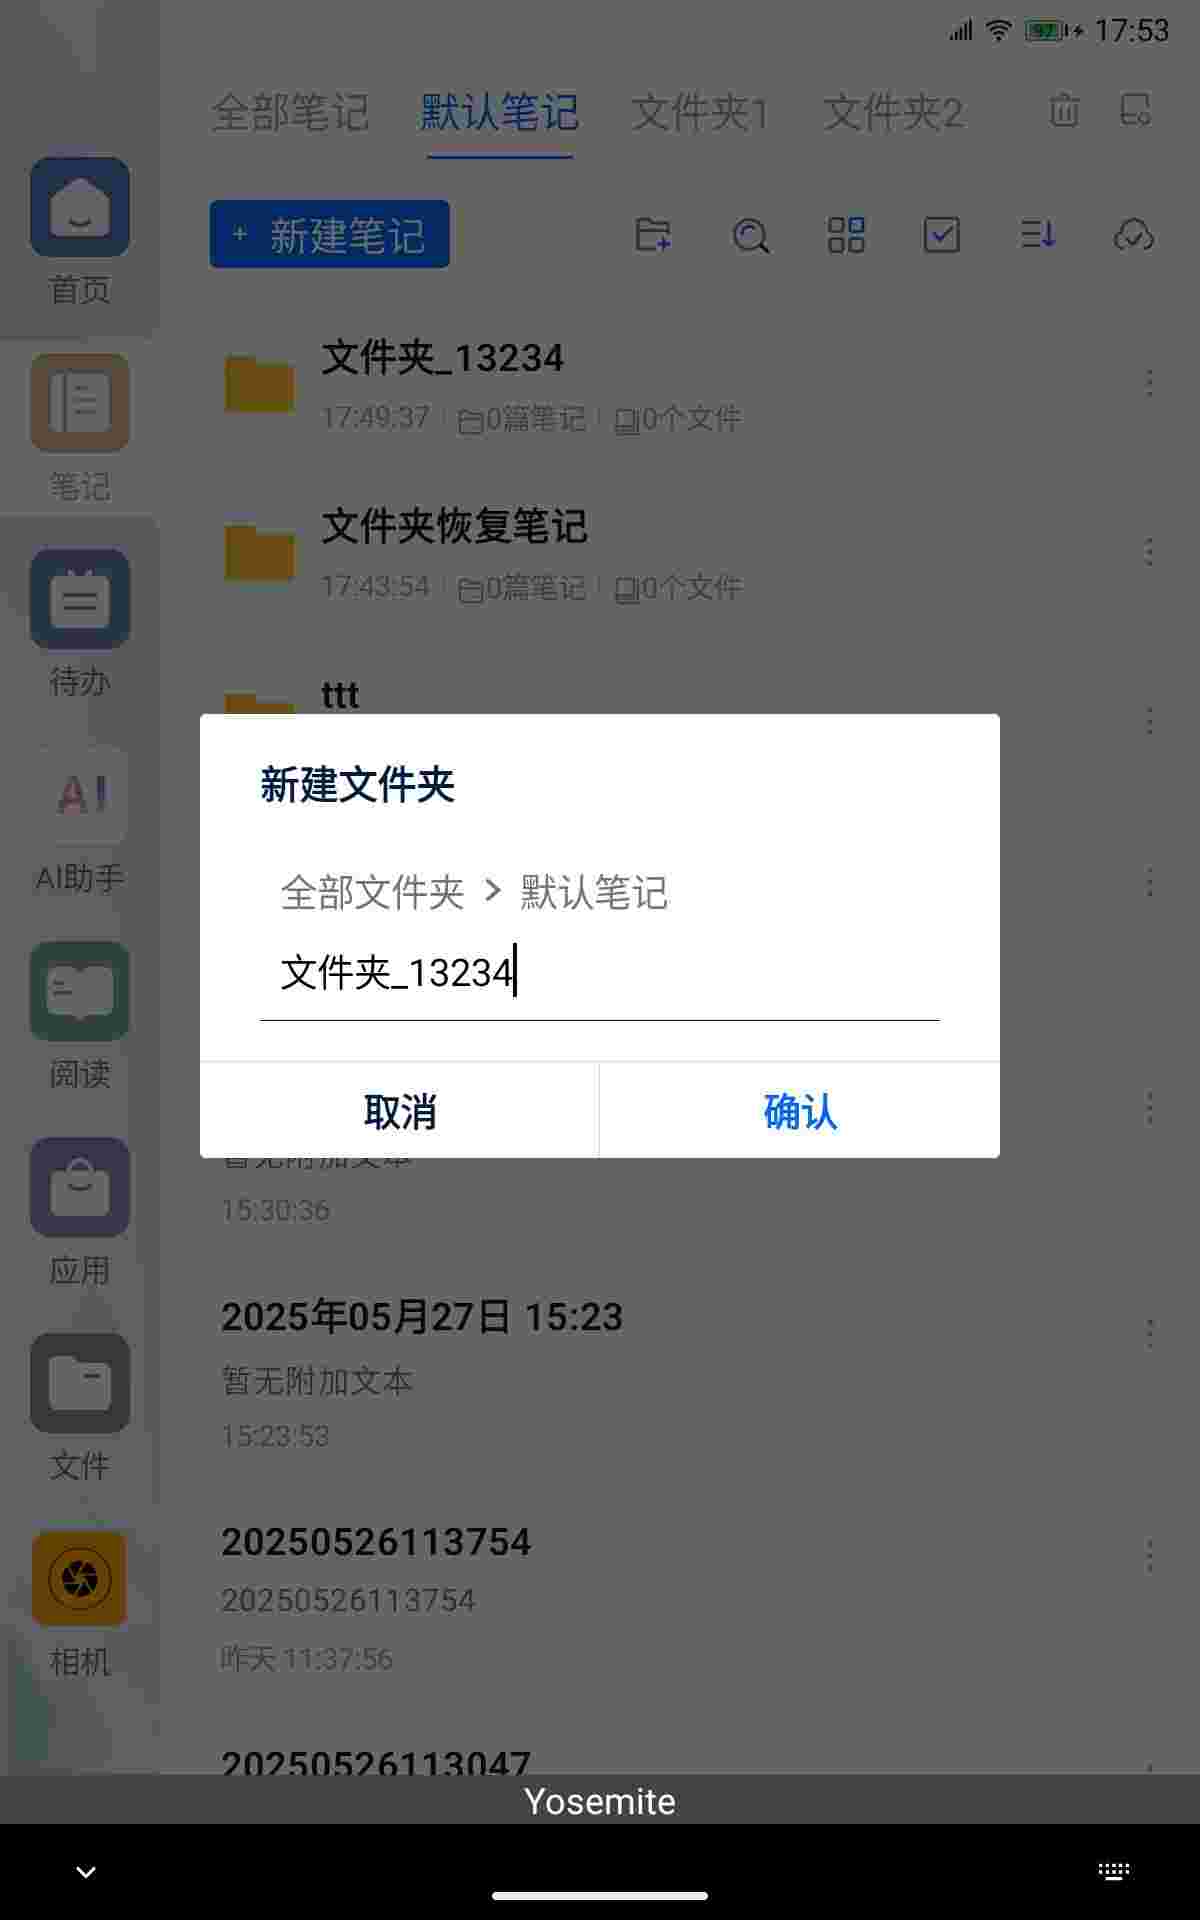 97 17:53
全部笔记 默认笔记 文件夹1 文件夹2
+ 新建笔记
首页
笔记
待办
AI
AI助手
阅读
应用
文件
相机
文件夹_13234
17:49:37 0篇笔记 0个文件
文件夹恢复笔记
17:43:54 0篇笔记 0个文件
ttt
新建文件夹
全部文件夹 > 默认笔记
文件夹_13234
取消 确认
暂无附加文本
15:30:36
2025年05月27日 15:23
暂无附加文本
15:23:53
20250526113754
20250526113754
昨天 11:37:56
20250526113047
Yosemite